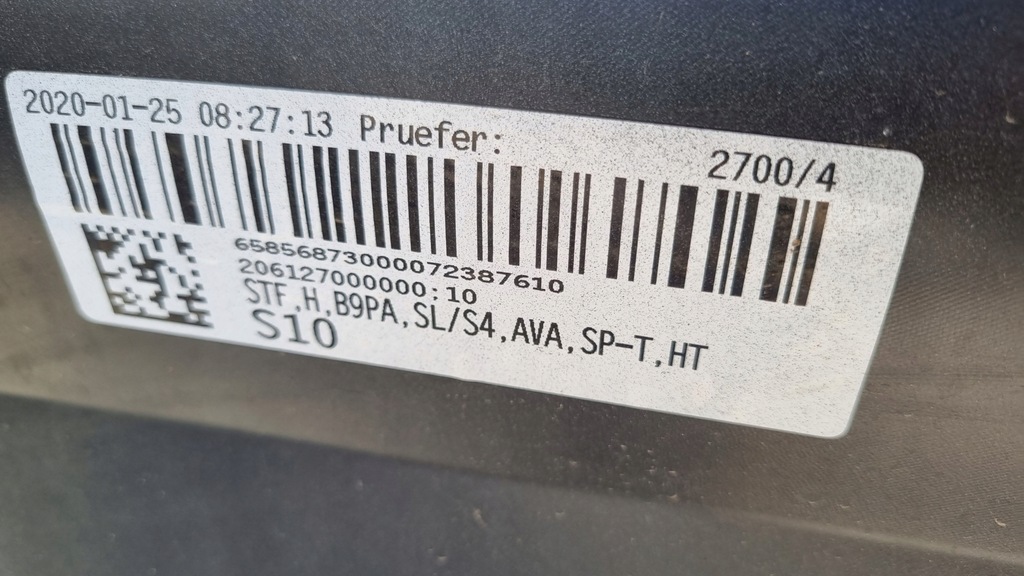 2020-01-25 08:27:13 Pruefer: 2700/4
65856873000072387610
206127000000:10
STF,H,B9PA,SL/S4,AVA,SP-T,HT
S10